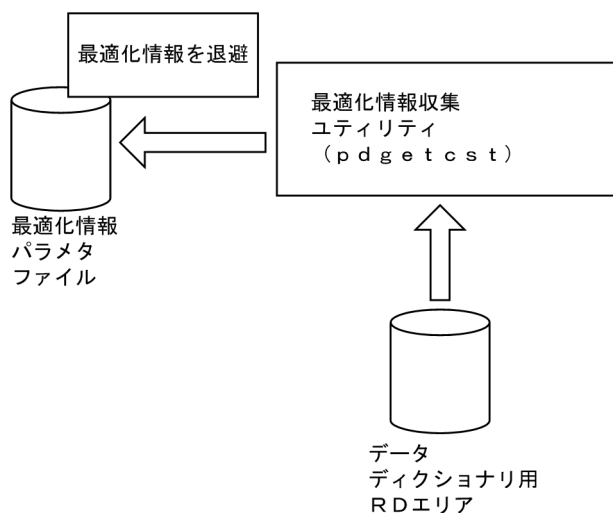 最適化情報を退避
最適化情報収集
ユティリティ
（ｐｄｇｅｔｃｓｔ）
最適化情報
パラメタ
ファイル
データ
ディクショナリ用
ＲＤエリア